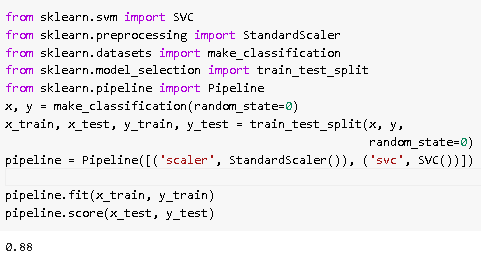 from sklearn.svm import SVC
from sklearn.preprocessing import StandardScaler
from sklearn.datasets import make_classification
from sklearn.model_selection import train_test_split
from sklearn.pipeline import Pipeline
x, y = make_classification(random_state=0)
x_train, x_test, y_train, y_test = train_test_split(x, y,
random_state=0)
pipeline = Pipeline([('scaler', StandardScaler()), ('svc', SVC())])
pipeline.fit(x_train, y_train)
pipeline.score(x_test, y_test)
0.88